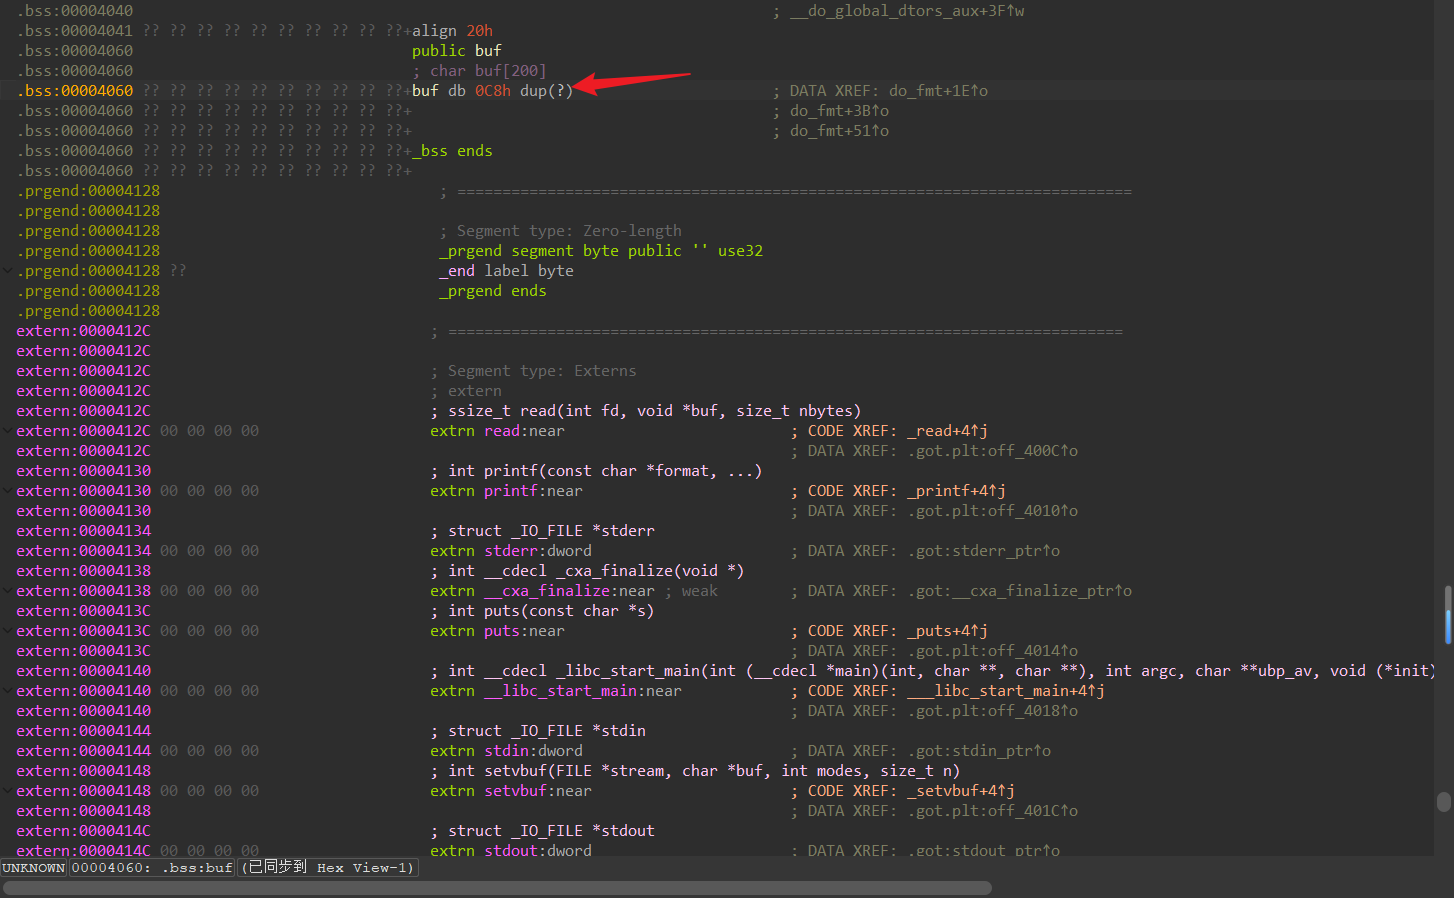 .bss:00004040 ; __do_global_dtors_aux+3F↑w
.bss:00004041 ?? ?? ?? ?? ?? ?? ?? ?? ?? ??+align 20h
.bss:00004060 public buf
.bss:00004060 ; char buf[200]
.bss:00004060 ?? ?? ?? ?? ?? ?? ?? ?? ?? ??+buf db 0C8h dup(?) ; DATA XREF: do_fmt+1E↑o
.bss:00004060 ?? ?? ?? ?? ?? ?? ?? ?? ?? ??+ ; do_fmt+3B↑o
.bss:00004060 ?? ?? ?? ?? ?? ?? ?? ?? ?? ??+ ; do_fmt+51↑o
.bss:00004060 ?? ?? ?? ?? ?? ?? ?? ?? ?? ??+_bss ends
.bss:00004060 ?? ?? ?? ?? ?? ?? ?? ?? ?? ??+
.prgend:00004128 ; ===========================================================================
.prgend:00004128
.prgend:00004128 ; Segment type: Zero-length
.prgend:00004128 _prgend segment byte public '' use32
.prgend:00004128 ?? _end label byte
.prgend:00004128 _prgend ends
.prgend:00004128
extern:0000412C ; ===========================================================================
extern:0000412C
extern:0000412C ; Segment type: Externs
extern:0000412C ; extern
extern:0000412C ; ssize_t read(int fd, void *buf, size_t nbytes)
extern:0000412C 00 00 00 00 extrn read:near ; CODE XREF: _read+4↑j
extern:0000412C ; DATA XREF: .got.plt:off_400C↑o
extern:00004130 ; int printf(const char *format, ...)
extern:00004130 00 00 00 00 extrn printf:near ; CODE XREF: _printf+4↑j
extern:00004130 ; DATA XREF: .got.plt:off_4010↑o
extern:00004134 ; struct _IO_FILE *stderr
extern:00004134 00 00 00 00 extrn stderr:dword ; DATA XREF: .got:stderr_ptr↑o
extern:00004138 ; int __cdecl _cxa_finalize(void *)
extern:00004138 00 00 00 00 extrn __cxa_finalize:near ; weak ; DATA XREF: .got:__cxa_finalize_ptr↑o
extern:0000413C ; int puts(const char *s)
extern:0000413C 00 00 00 00 extrn puts:near ; CODE XREF: _puts+4↑j
extern:0000413C ; DATA XREF: .got.plt:off_4014↑o
extern:00004140 ; int __cdecl _libc_start_main(int (__cdecl *main)(int, char **, char **), int argc, char **ubp_av, void (*init)
extern:00004140 00 00 00 00 extrn __libc_start_main:near ; CODE XREF: ___libc_start_main+4↑j
extern:00004140 ; DATA XREF: .got.plt:off_4018↑o
extern:00004144 ; struct _IO_FILE *stdin
extern:00004144 00 00 00 00 extrn stdin:dword ; DATA XREF: .got:stdin_ptr↑o
extern:00004148 ; int setvbuf(FILE *stream, char *buf, int modes, size_t n)
extern:00004148 00 00 00 00 extrn setvbuf:near ; CODE XREF: _setvbuf+4↑j
extern:00004148 ; DATA XREF: .got.plt:off_401C↑o
extern:0000414C ; struct _IO_FILE *stdout
extern:0000414C 00 00 00 00 extrn stdout:dword ; DATA XREF: .got:stdout_ptr↑o
UNKNOWN 00004060: .bss:buf (已同步到 Hex View-1)